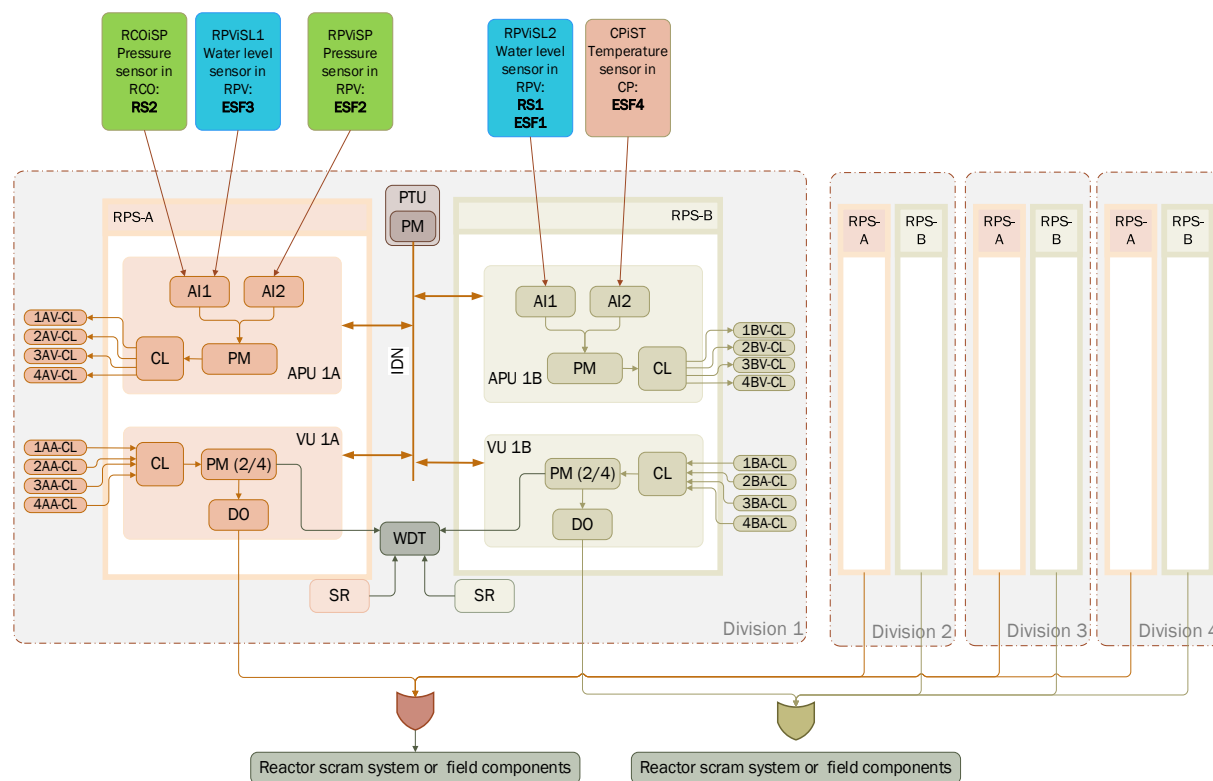 RCOiSP
Pressure
sensor in
RCO:
RS2
RPViSL1
Water level
sensor in
RPV:
ESF3
RPViSP
Pressure
sensor in
RPV:
ESF2
RPViSL2
Water level
sensor in
RPV:
RS1
ESF1
CPiST
Temperature
sensor in
CP:
ESF4
RPS-A
PTU
PM
RPS-B
AI1
AI2
CL
PM
APU 1A
1AV-CL
2AV-CL
3AV-CL
4AV-CL
IDN
AI1
AI2
PM
CL
APU 1B
1BV-CL
2BV-CL
3BV-CL
4BV-CL
VU 1A
1AA-CL
2AA-CL
3AA-CL
4AA-CL
CL
PM (2/4)
DO
VU 1B
PM (2/4)
CL
DO
1BA-CL
2BA-CL
3BA-CL
4BA-CL
WDT
SR
SR
Division 1
RPS-
A
RPS-
B
Division 2
RPS-
A
RPS-
B
Division 3
RPS-
A
RPS-
B
Division 4
Reactor scram system or field components
Reactor scram system or field components